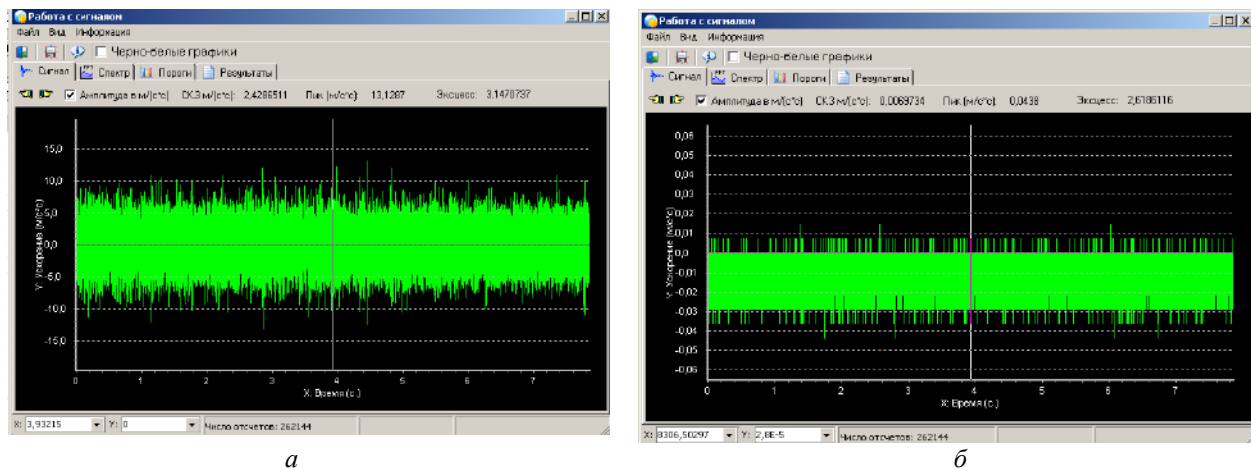 Работа с сигналом
Файл Вид Информация
Черно-белые графики
Сигнал Спектр Пороги Результаты
Амплитуда в м/(с*с) СКЗ м/(с*с): 2,4286511 Пик (м/с*с): 13,1287 Эксцесс: 3,1470737
15,0
10,0
5,0
0,0
-5,0
-10,0
-15,0
Y: Ускорение (м/с*с)
0 1 2 3 4 5 6 7
X: Время (с.)
X: 3,93215 Y: 0 Число отсчетов: 262144
а
Работа с сигналом
Файл Вид Информация
Черно-белые графики
Сигнал Спектр Пороги Результаты
Амплитуда в м/(с*с) СКЗ м/(с*с): 0,0069734 Пик (м/с*с): 0,0438 Эксцесс: 2,6186116
0,06
0,05
0,03
0,03
0,02
0,01
0,0
-0,01
-0,02
-0,03
-0,04
-0,05
-0,06
Y: Ускорение (м/с*с)
0 1 2 3 4 5 6 7
X: Время (с.)
X: 8306,50297 Y: 2,8E-5 Число отсчетов: 262144
б